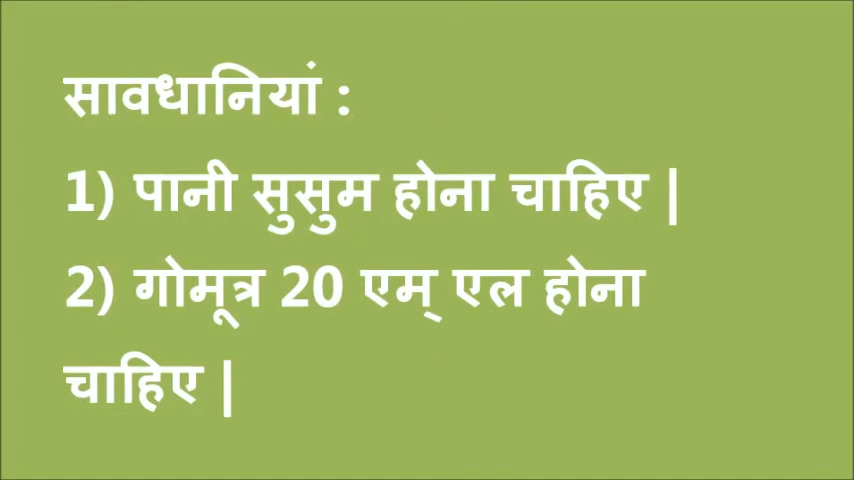 सावधानियां :
1) पानी सुसुम होना चाहिए |
2) गोमूत्र 20 एम् एल होना
चाहिए |